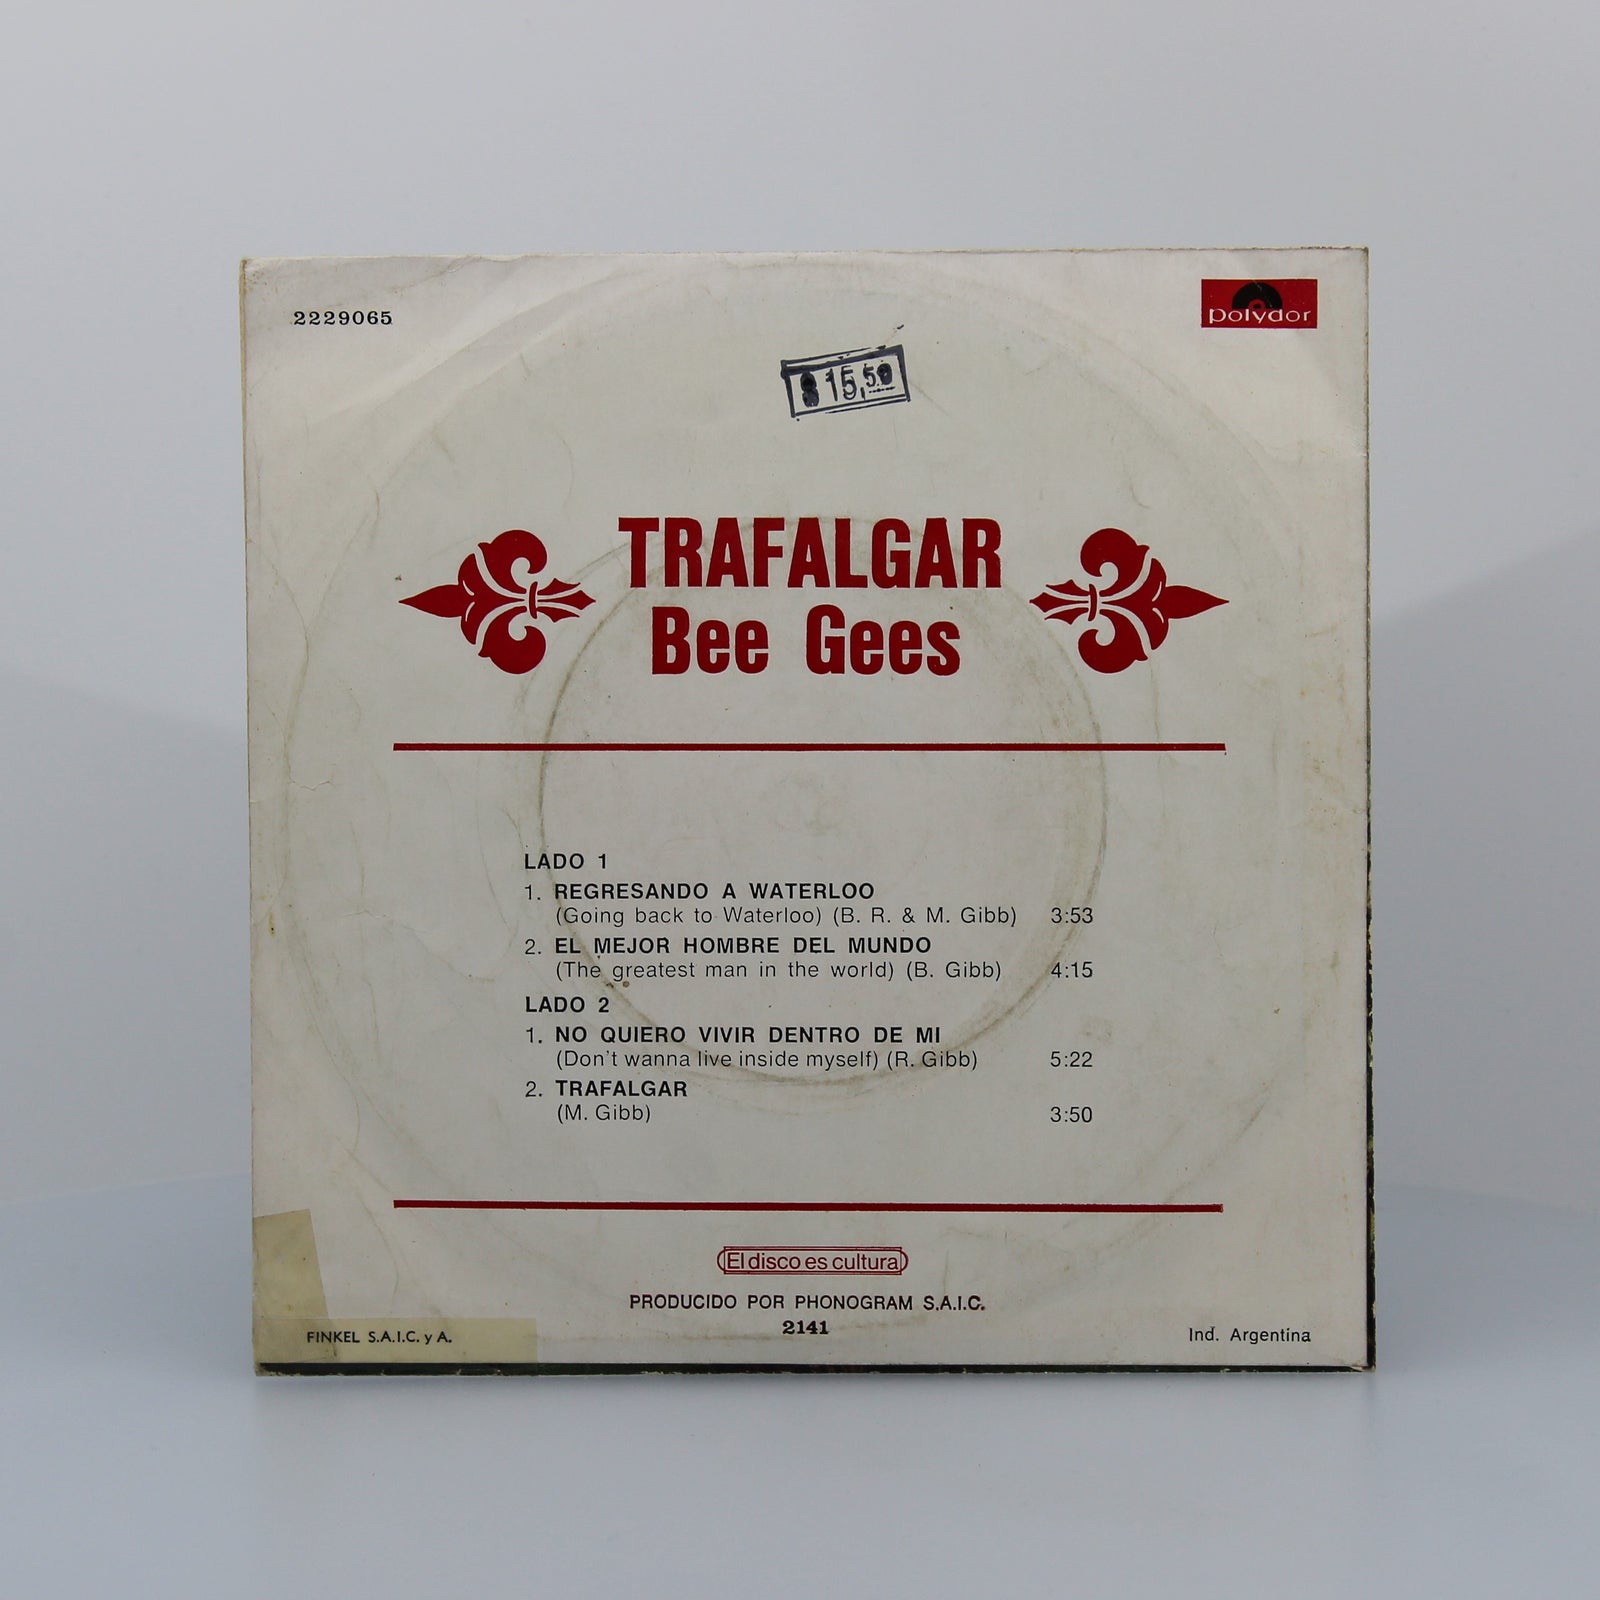 2229065
polydor
$ 15,50
TRAFALGAR
Bee Gees
LADO 1
1. REGRESANDO A WATERLOO
(Going back to Waterloo) (B. R. & M. Gibb) 3:53
2. EL MEJOR HOMBRE DEL MUNDO
(The greatest man in the world) (B. Gibb) 4:15
LADO 2
1. NO QUIERO VIVIR DENTRO DE MI
(Don't wanna live inside myself) (R. Gibb) 5:22
2. TRAFALGAR
(M. Gibb) 3:50
El disco es cultura
PRODUCIDO POR PHONOGRAM S.A.I.C.
2141
FINKEL S.A.I.C. y A.
Ind. Argentina